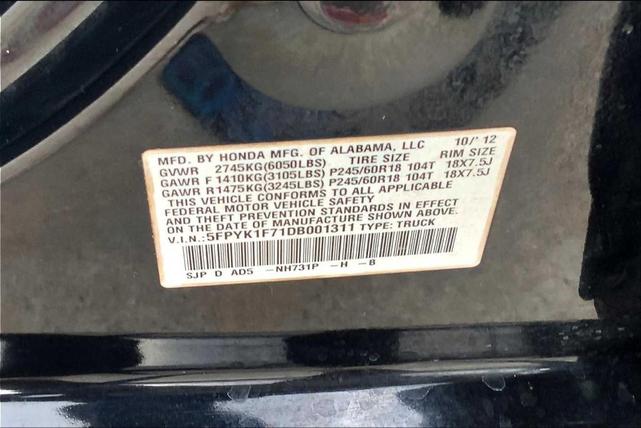 MFD. BY HONDA MFG. OF ALABAMA, LLC 10/'12
GVWR 2745KG(6050LBS) TIRE SIZE RIM SIZE
GAWR F 1410KG(3105LBS) P245/60R18 104T 18X7.5J
GAWR R1475KG(3245LBS) P245/60R18 104T 18X7.5J
THIS VEHICLE CONFORMS TO ALL APPLICABLE
FEDERAL MOTOR VEHICLE SAFETY
AND THEFT PREVENTION STANDARDS IN EFFECT
ON THE DATE OF MANUFACTURE SHOWN ABOVE.
V.I.N.:5FPYK1F71DB001311 TYPE: TRUCK
SJP D AD5 -NH731P -H -B